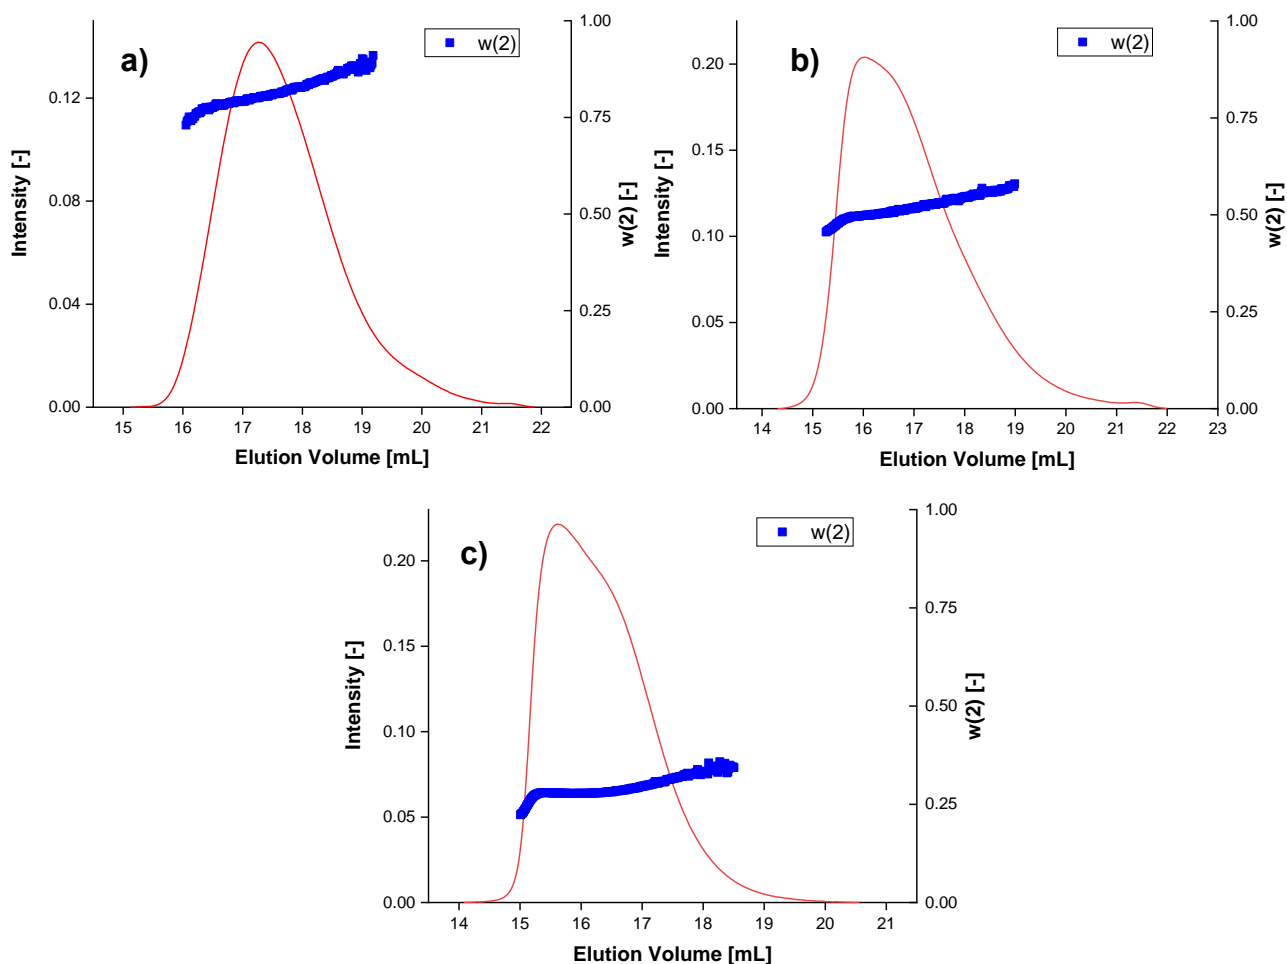 a)
w(2)
0.12
0.08
0.04
0.00
1.00
0.75
0.50
0.25
0.00
Intensity [-]
w(2) [-]
15 16 17 18 19 20 21 22
Elution Volume [mL]
b)
w(2)
0.20
0.15
0.10
0.05
0.00
1.00
0.75
0.50
0.25
0.00
Intensity [-]
w(2) [-]
14 15 16 17 18 19 20 21 22 23
Elution Volume [mL]
c)
w(2)
0.20
0.15
0.10
0.05
0.00
1.00
0.75
0.50
0.25
0.00
Intensity [-]
w(2) [-]
14 15 16 17 18 19 20 21
Elution Volume [mL]